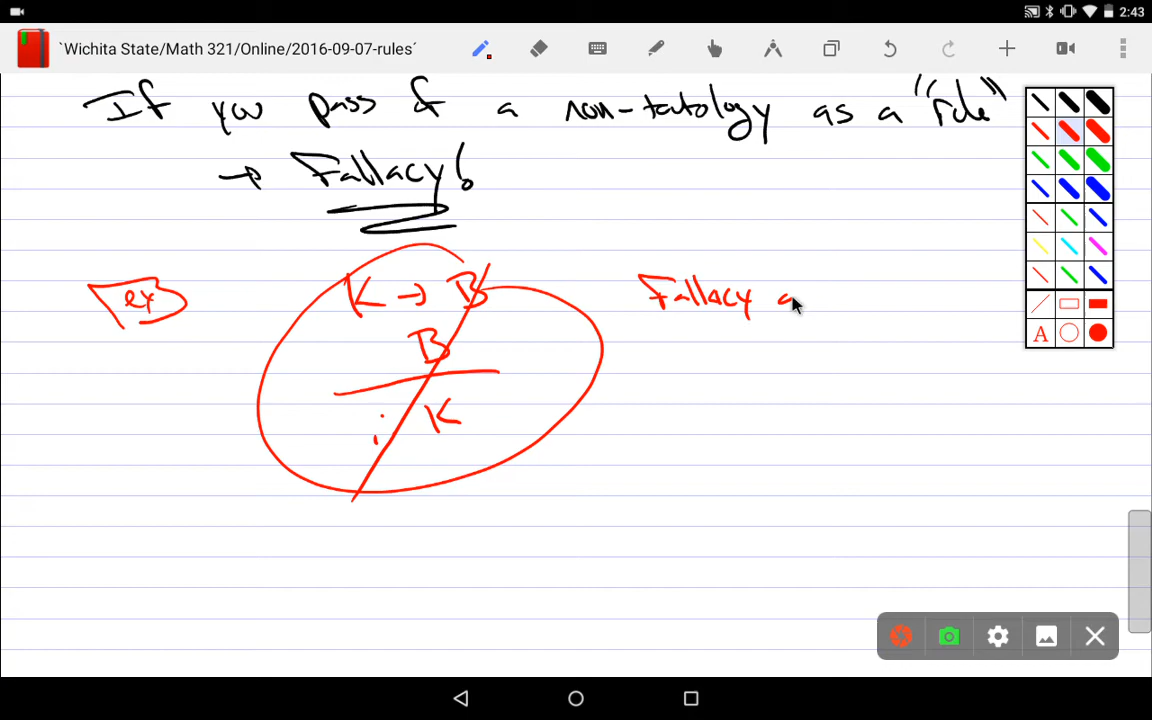 2:43
`Wichita State/Math 321/Online/2016-09-07-rules´
If you pass of a non-tatology as a "rule"
→ Fallacy!
ex
K → B
B
∴ K
Fallacy a
A